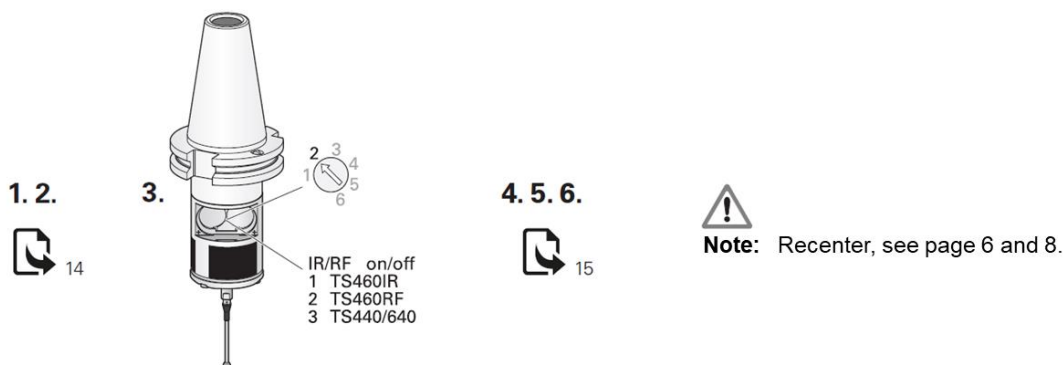 1. 2.
14
3.
2 3
1 4
5
6
IR/RF on/off
1 TS460IR
2 TS460RF
3 TS440/640
4. 5. 6.
15
Note: Recenter, see page 6 and 8.